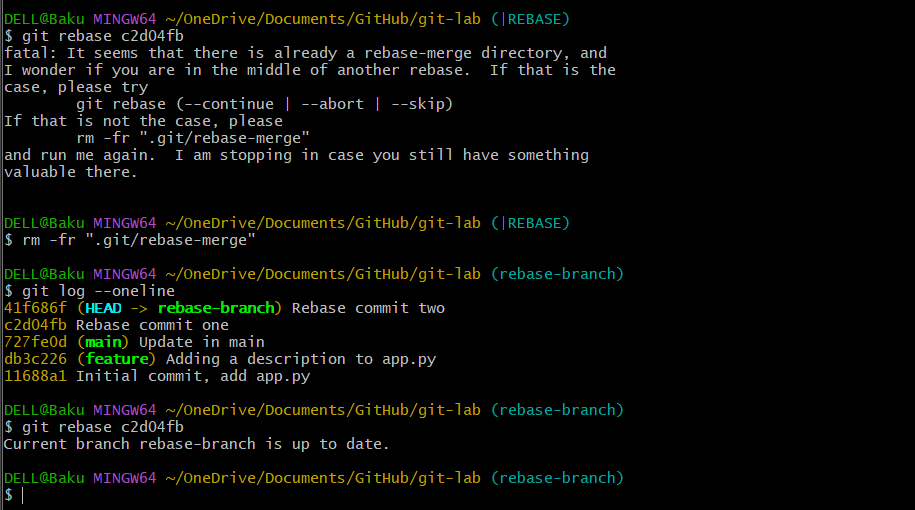 DELL@Baku MINGW64 ~/OneDrive/Documents/GitHub/git-lab (|REBASE)
$ git rebase c2d04fb
fatal: It seems that there is already a rebase-merge directory, and
I wonder if you are in the middle of another rebase.  If that is the
case, please try
        git rebase (--continue | --abort | --skip)
If that is not the case, please
        rm -fr ".git/rebase-merge"
and run me again.  I am stopping in case you still have something
valuable there.
DELL@Baku MINGW64 ~/OneDrive/Documents/GitHub/git-lab (|REBASE)
$ rm -fr ".git/rebase-merge"
DELL@Baku MINGW64 ~/OneDrive/Documents/GitHub/git-lab (rebase-branch)
$ git log --oneline
41f686f (HEAD -> rebase-branch) Rebase commit two
c2d04fb Rebase commit one
727fe0d (main) Update in main
db3c226 (feature) Adding a description to app.py
11688a1 Initial commit, add app.py
DELL@Baku MINGW64 ~/OneDrive/Documents/GitHub/git-lab (rebase-branch)
$ git rebase c2d04fb
Current branch rebase-branch is up to date.
DELL@Baku MINGW64 ~/OneDrive/Documents/GitHub/git-lab (rebase-branch)
$